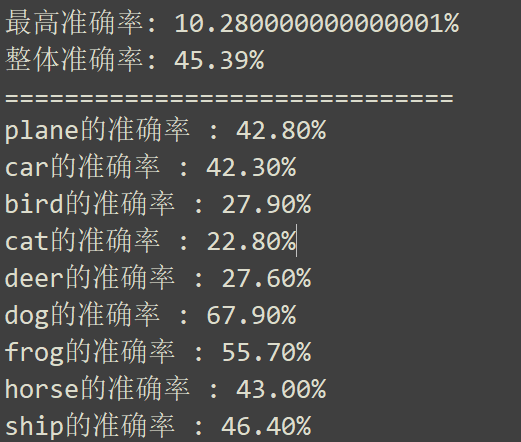 最高准确率: 10.280000000000001%
整体准确率: 45.39%
==============================
plane的准确率 : 42.80%
car的准确率 : 42.30%
bird的准确率 : 27.90%
cat的准确率 : 22.80%
deer的准确率 : 27.60%
dog的准确率 : 67.90%
frog的准确率 : 55.70%
horse的准确率 : 43.00%
ship的准确率 : 46.40%